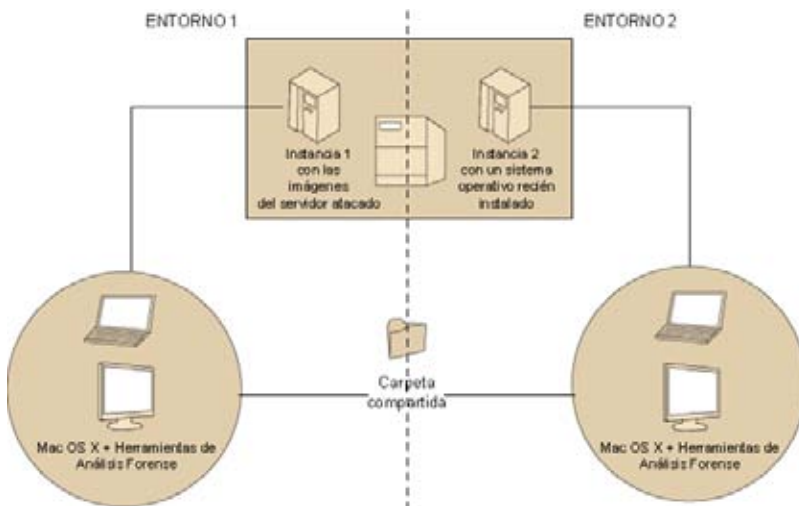 ENTORNO 1
ENTORNO 2
Instancia 1
con las
imágenes
del servidor atacado
Instancia 2
con un sistema
operativo recién
instalado
Carpeta
compartida
Mac OS X + Herramientas de
Análisis Forense
Mac OS X + Herramientas de
Análisis Forense